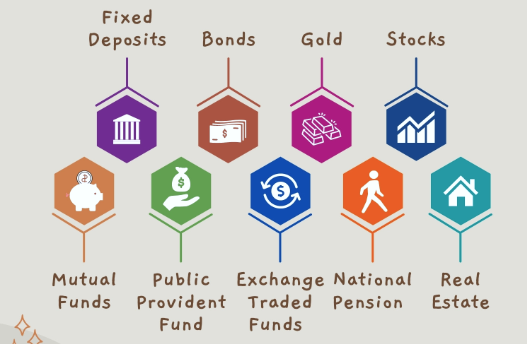 Fixed
Deposits
Bonds
Gold
Stocks
Mutual
Funds
Public
Provident
Fund
Exchange
Traded
Funds
National
Pension
Real
Estate